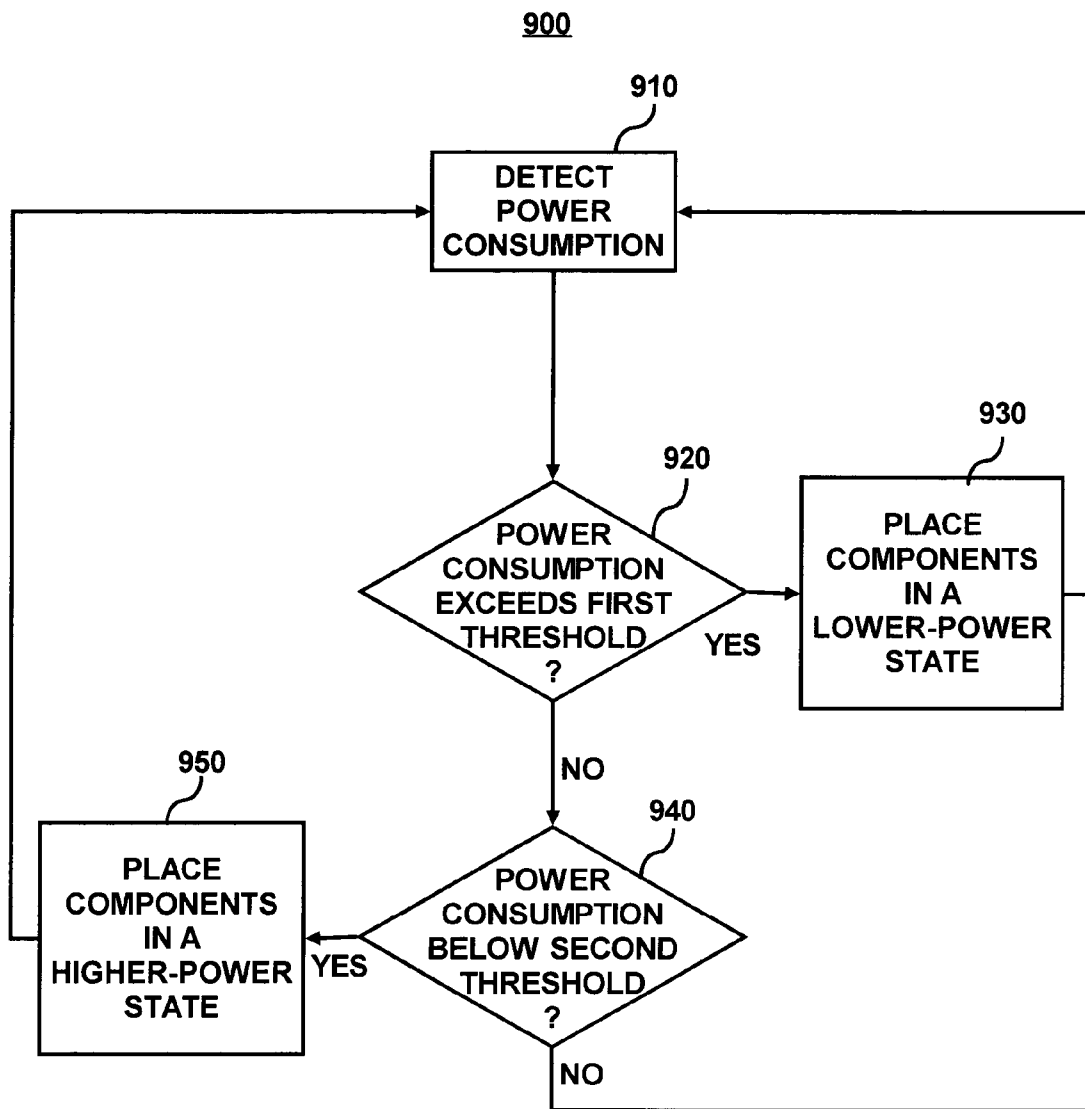 900
910
DETECT
POWER
CONSUMPTION
920
POWER
CONSUMPTION
EXCEEDS FIRST
THRESHOLD
?
YES
930
PLACE
COMPONENTS
IN A
LOWER-POWER
STATE
NO
940
POWER
CONSUMPTION
BELOW SECOND
THRESHOLD
?
YES
950
PLACE
COMPONENTS
IN A
HIGHER-POWER
STATE
NO